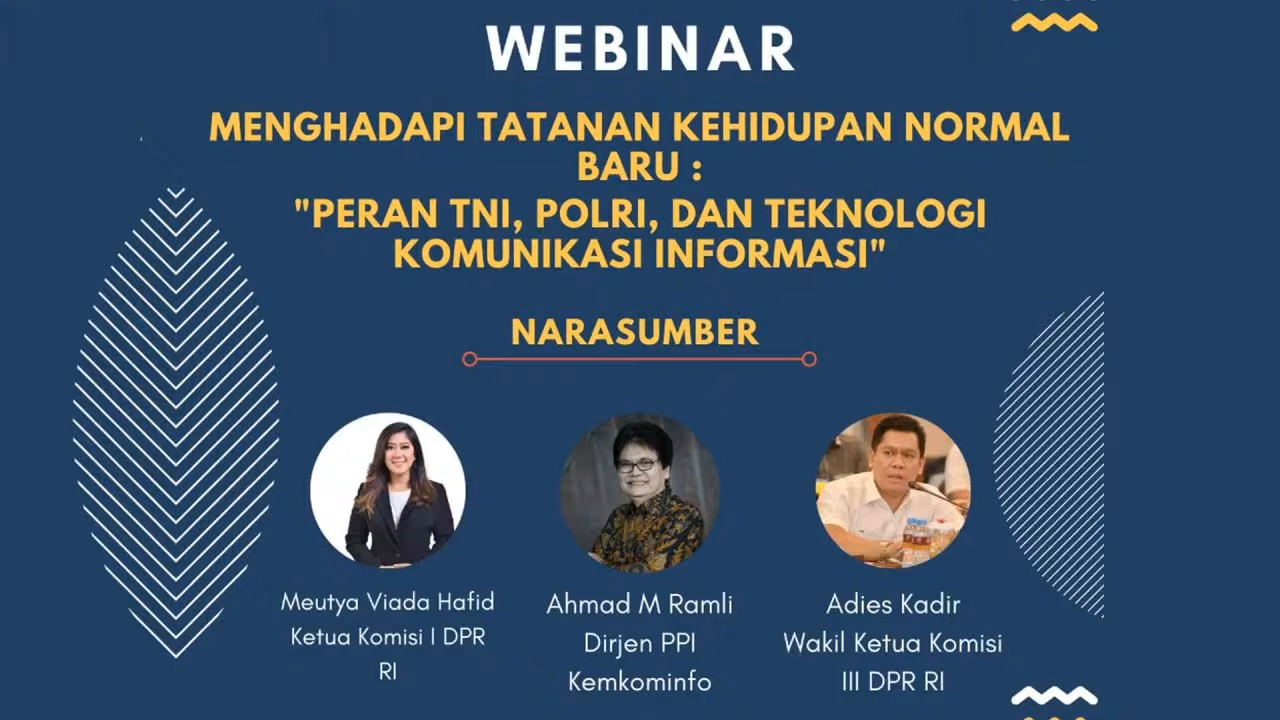 WEBINAR
MENGHADAPI TATANAN KEHIDUPAN NORMAL
BARU :
"PERAN TNI, POLRI, DAN TEKNOLOGI
KOMUNIKASI INFORMASI"
NARASUMBER
Meutya Viada Hafid
Ketua Komisi I DPR
RI
Ahmad M Ramli
Dirjen PPI
Kemkominfo
Adies Kadir
Wakil Ketua Komisi
III DPR RI